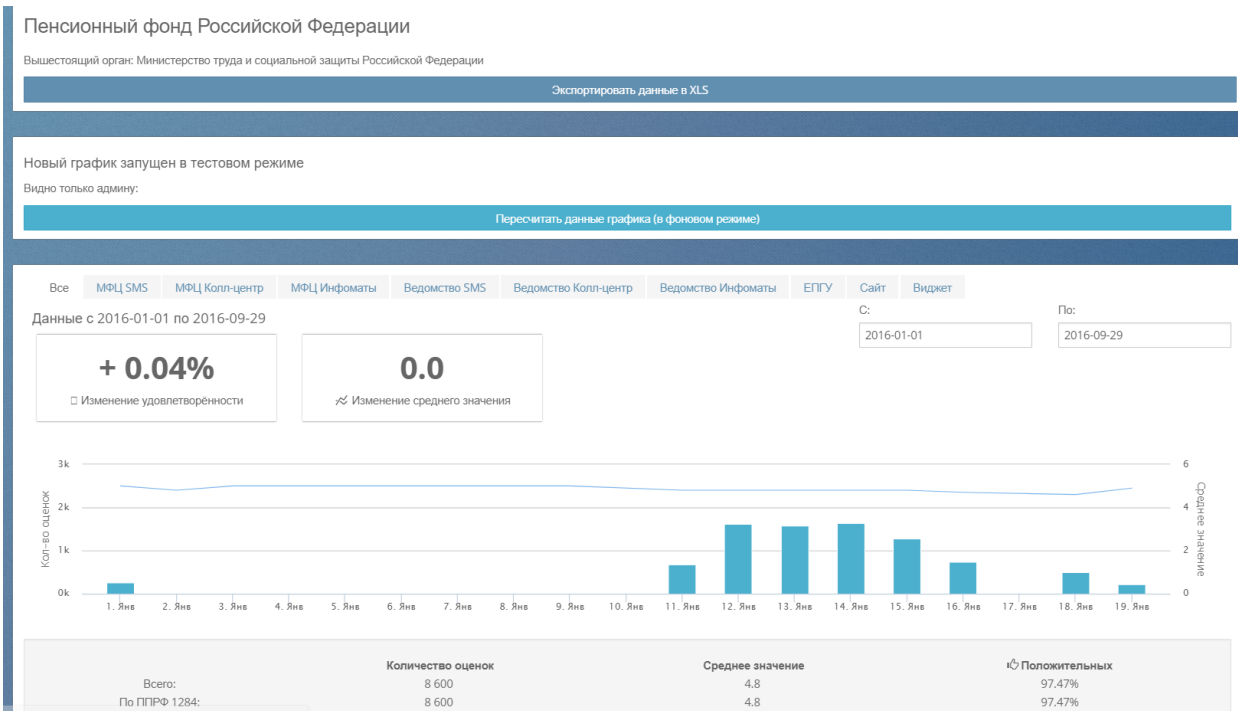 Пенсионный фонд Российской Федерации
Вышестоящий орган: Министерство труда и социальной защиты Российской Федерации
Экспортировать данные в XLS
Новый график запущен в тестовом режиме
Видно только админу:
Пересчитать данные графика (в фоновом режиме)
Все МФЦ SMS МФЦ Колл-центр МФЦ Инфоматы Ведомство SMS Ведомство Колл-центр Ведомство Инфоматы ЕПГУ Сайт Виджет
Данные с 2016-01-01 по 2016-09-29
С: По:
2016-01-01 2016-09-29
+ 0.04% 0.0
Изменение удовлетворённости Изменение среднего значения
3k 6
2k 4
1k 2
0k 0
Кол-во оценок
Среднее значение
1. Янв 2. Янв 3. Янв 4. Янв 5. Янв 6. Янв 7. Янв 8. Янв 9. Янв 10. Янв 11. Янв 12. Янв 13. Янв 14. Янв 15. Янв 16. Янв 17. Янв 18. Янв 19. Янв
Количество оценок Среднее значение Положительных
Всего: 8 600 4.8 97.47%
По ППРФ 1284: 8 600 4.8 97.47%